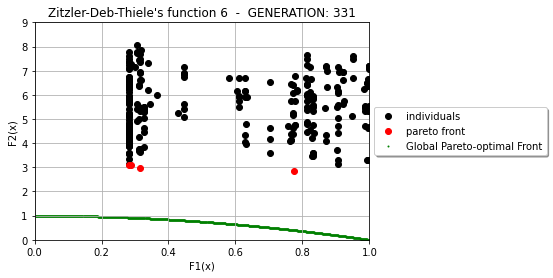 Zitzler-Deb-Thiele's function 6 - GENERATION: 331
9
8
7
6
5
4
3
2
1
0
F2(x)
0.0 0.2 0.4 0.6 0.8 1.0
F1(x)
individuals
pareto front
Global Pareto-optimal Front